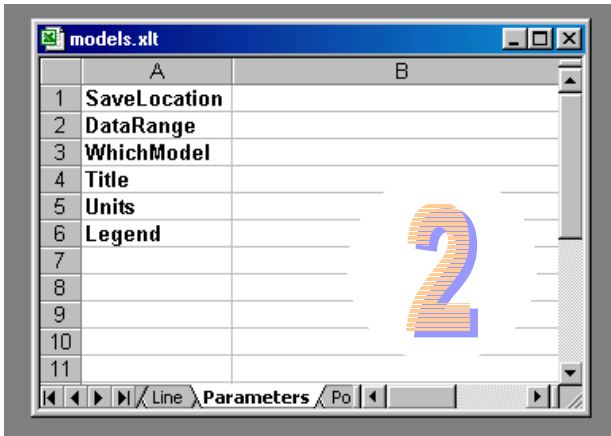 models.xlt
A B
1 SaveLocation
2 DataRange
3 WhichModel
4 Title
5 Units
6 Legend
7
8
9
10
11
2
Line Parameters Po